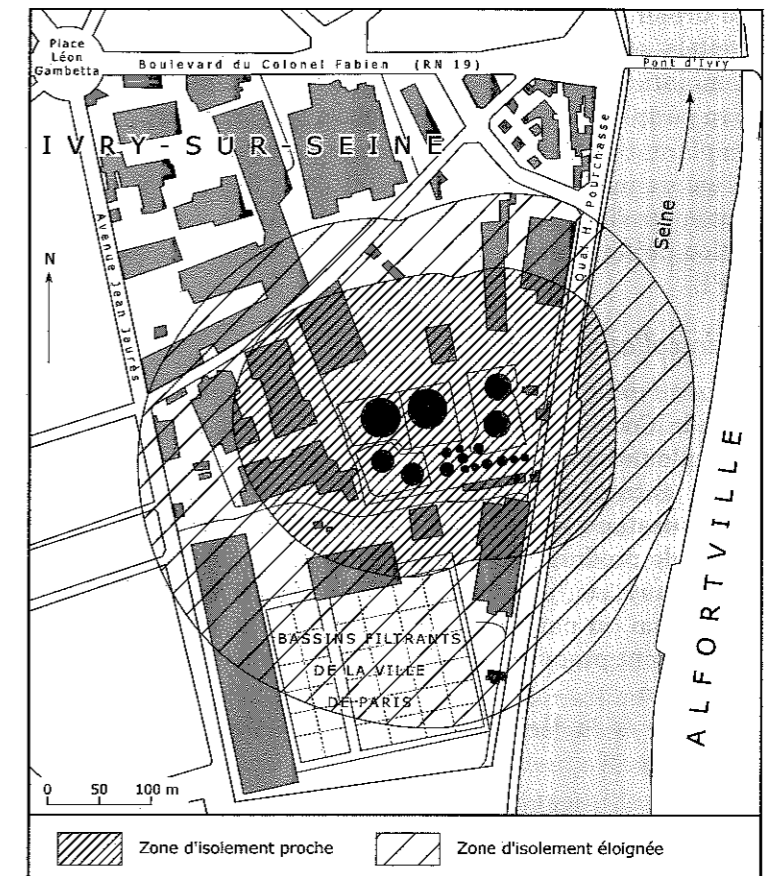 Place
Léon
Gambetta
Boulevard du Colonel Fabien (RN 19)
Pont d'Ivry
IVRY-SUR-SEINE
Quai H. Pourchasse
Seine
Avenue Jean Jaurès
N
ALFORTVILLE
BASSINS FILTRANTS
DE LA VILLE
DE PARIS
0 50 100 m
Zone d'isolement proche
Zone d'isolement éloignée